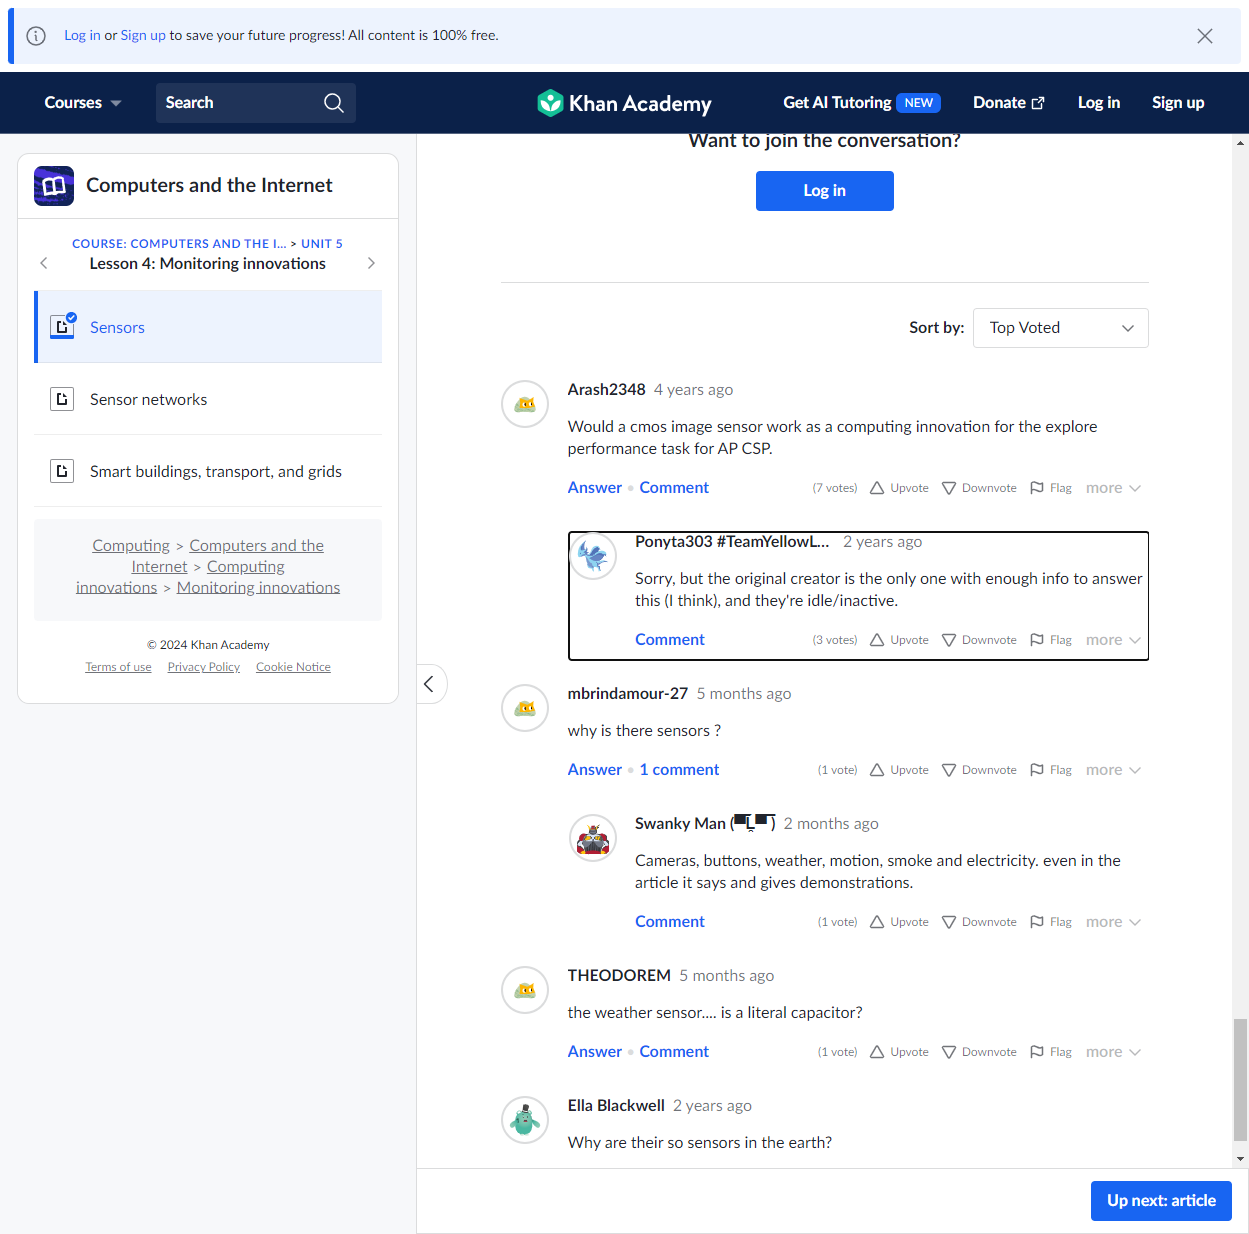 Log in or Sign up to save your future progress! All content is 100% free.
Courses
Search
Khan Academy
Get AI Tutoring NEW
Donate
Log in
Sign up
Computers and the Internet
COURSE: COMPUTERS AND THE I... > UNIT 5
Lesson 4: Monitoring innovations
Sensors
Sensor networks
Smart buildings, transport, and grids
Computing > Computers and the
Internet > Computing
innovations > Monitoring innovations
© 2024 Khan Academy
Terms of use Privacy Policy Cookie Notice
Want to join the conversation?
Log in
Sort by: Top Voted
Arash2348 4 years ago
Would a cmos image sensor work as a computing innovation for the explore
performance task for AP CSP.
Answer • Comment (7 votes) Upvote Downvote Flag more
Ponyta303 #TeamYellowL... 2 years ago
Sorry, but the original creator is the only one with enough info to answer
this (I think), and they're idle/inactive.
Comment (3 votes) Upvote Downvote Flag more
mbrindamour-27 5 months ago
why is there sensors ?
Answer • 1 comment (1 vote) Upvote Downvote Flag more
Swanky Man (▀̿Ĺ̯▀̿ ̿) 2 months ago
Cameras, buttons, weather, motion, smoke and electricity. even in the
article it says and gives demonstrations.
Comment (1 vote) Upvote Downvote Flag more
THEODOREM 5 months ago
the weather sensor.... is a literal capacitor?
Answer • Comment (1 vote) Upvote Downvote Flag more
Ella Blackwell 2 years ago
Why are their so sensors in the earth?
Up next: article